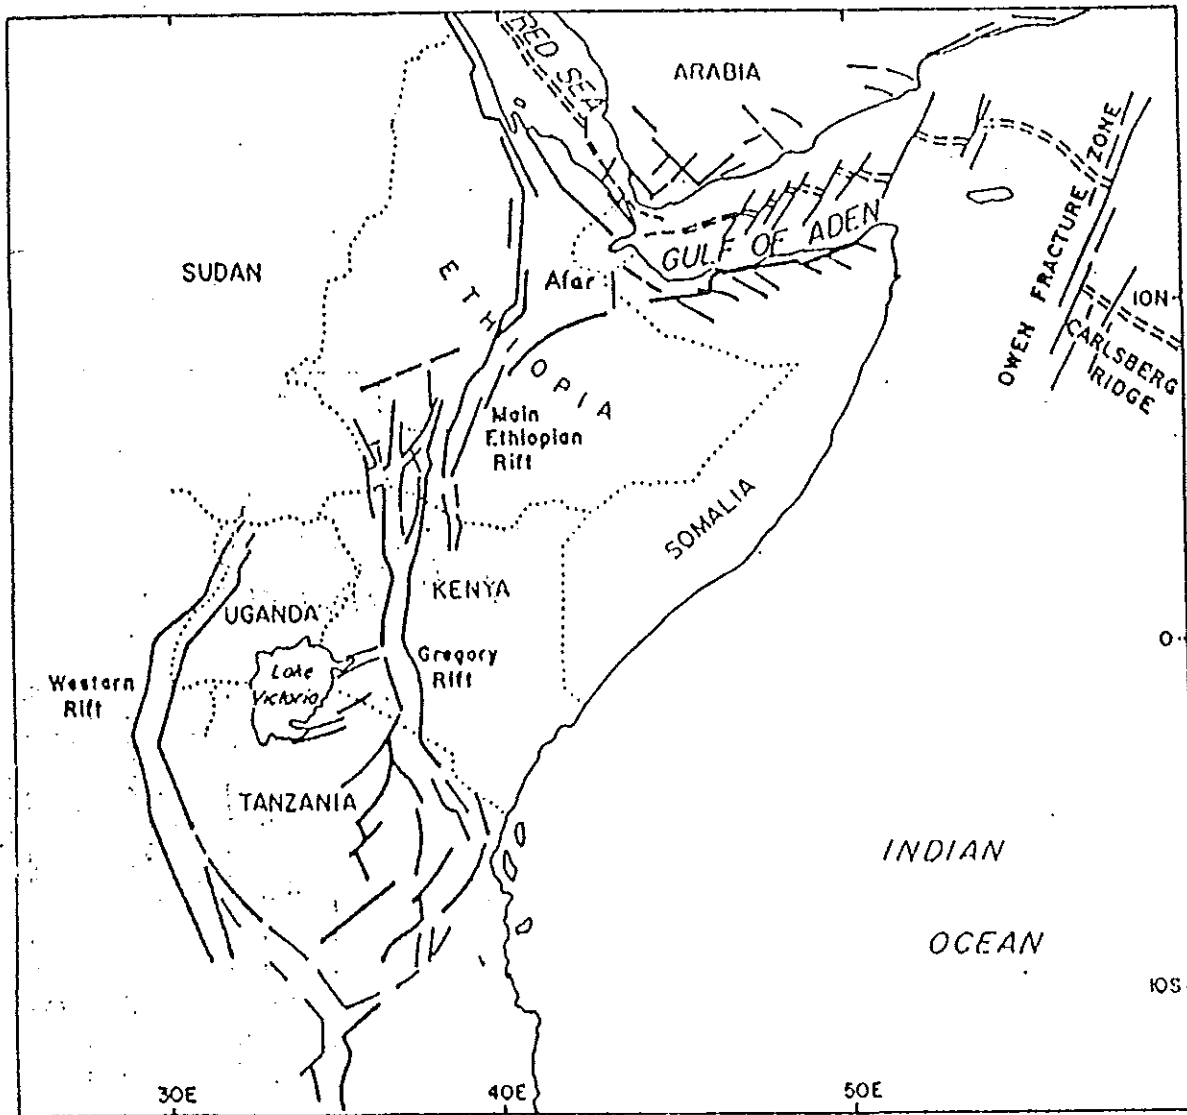 RED SEA
ARABIA
OWEN FRACTURE ZONE
SUDAN
GULF OF ADEN
Afar
ETHIOPIA
10N
CARLSBERG
RIDGE
Main
Ethiopian
Rift
SOMALIA
KENYA
UGANDA
0
Lake
Victoria
Gregory
Rift
Western
Rift
TANZANIA
INDIAN
OCEAN
10S
30E
40E
50E